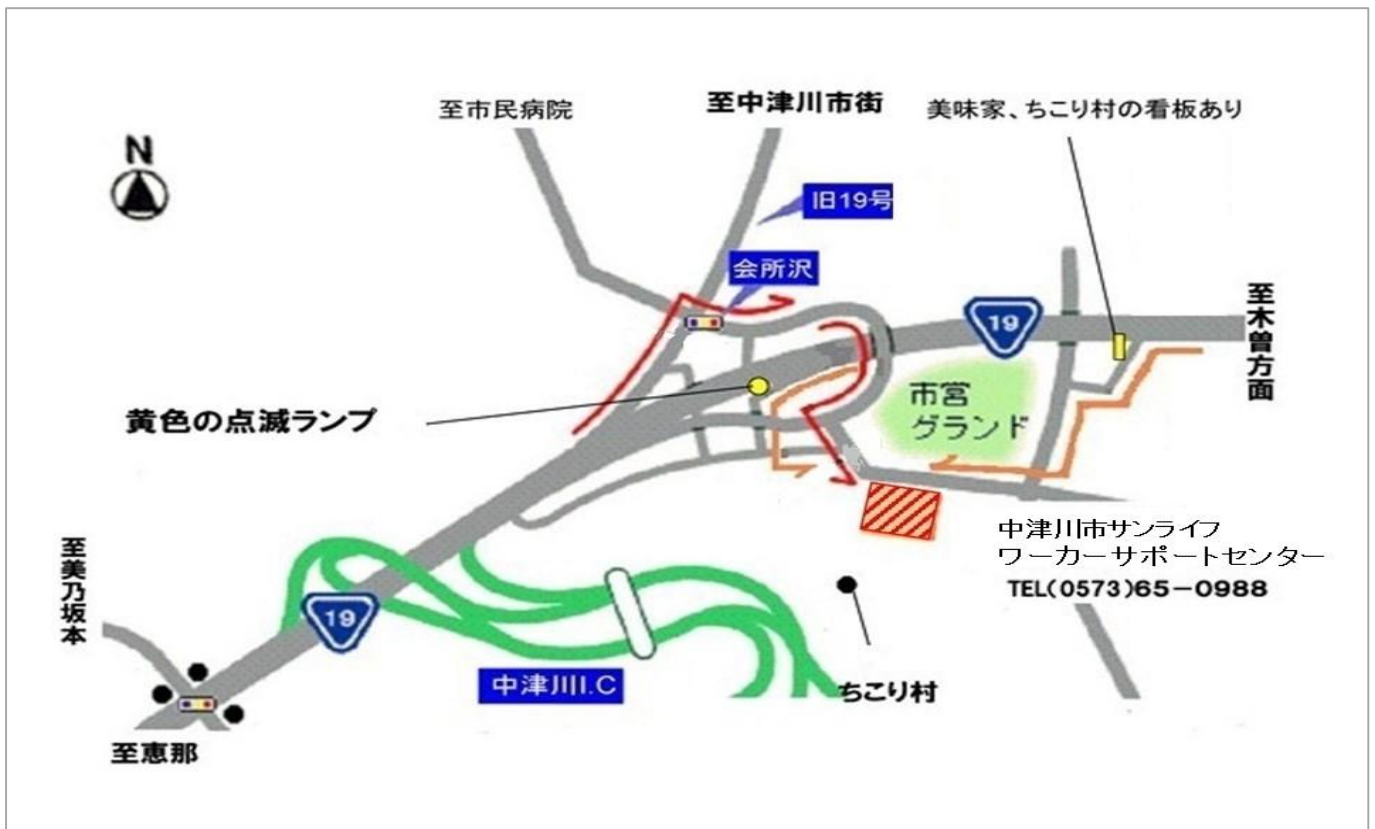 至市民病院
至中津川市街
美味家、ちこり村の看板あり
N
旧19号
会所沢
19
至木曽方面
市営
グランド
黄色の点滅ランプ
中津川市サンライフ
ワーカーサポートセンター
TEL(0573)65-0988
至美乃坂本
19
中津川I.C
ちこり村
至恵那